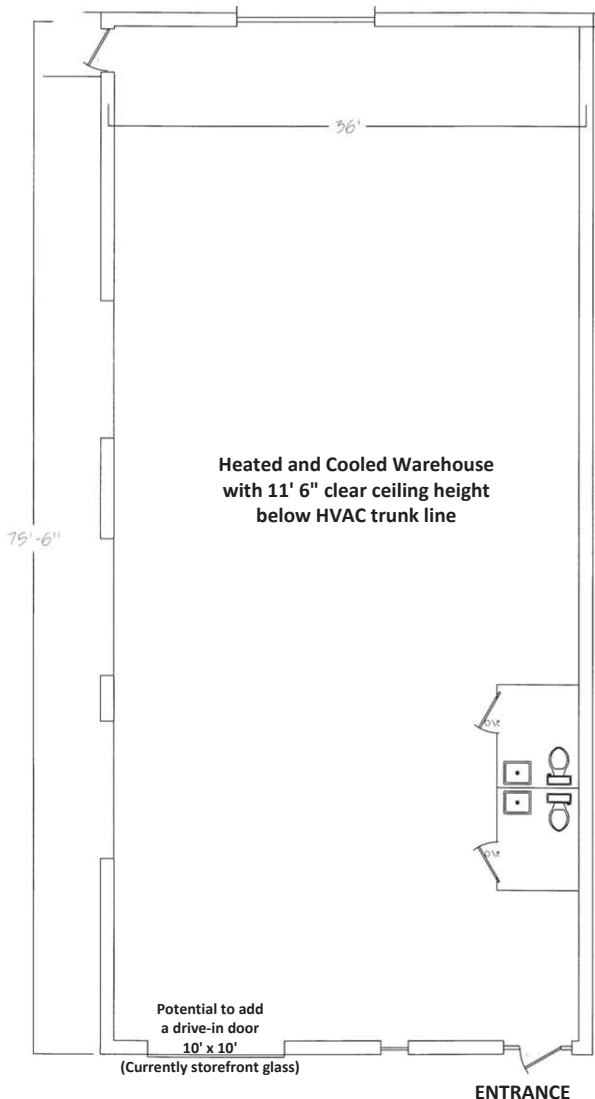 36'
Heated and Cooled Warehouse
with 11' 6" clear ceiling height
below HVAC trunk line
75'-6"
Potential to add
a drive-in door
10' x 10'
(Currently storefront glass)
ENTRANCE